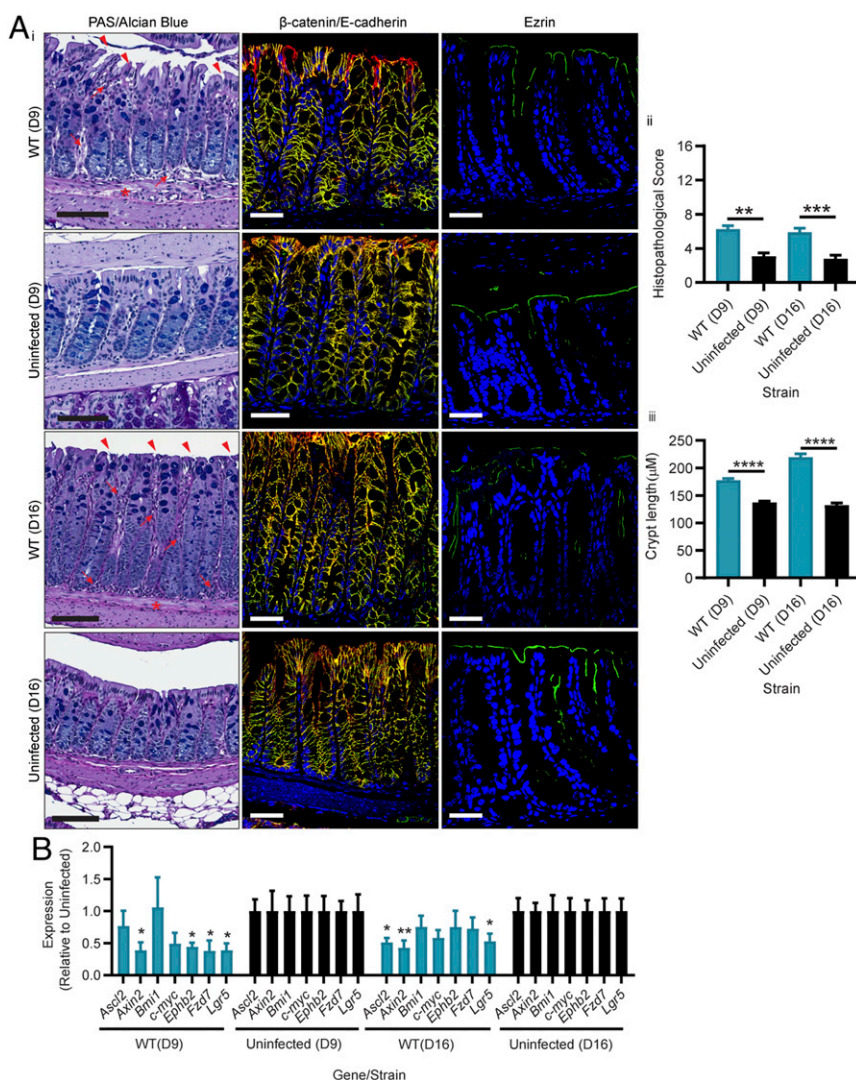 A
i
PAS/Alcian Blue
β-catenin/E-cadherin
Ezrin
WT (D9)
Uninfected (D9)
WT (D16)
Uninfected (D16)
ii
Histopathological Score
16
12
8
4
0
**
***
WT (D9)
Uninfected (D9)
WT (D16)
Uninfected (D16)
Strain
iii
Crypt length (μM)
250
200
150
100
50
0
****
****
WT (D9)
Uninfected (D9)
WT (D16)
Uninfected (D16)
Strain
B
Expression
(Relative to Uninfected)
2.0
1.5
1.0
0.5
0.0
* * * * * ** *
Ascl2 Axin2 Bmi1 c-myc Ephb2 Fzd7 Lgr5 Ascl2 Axin2 Bmi1 c-myc Ephb2 Fzd7 Lgr5 Ascl2 Axin2 Bmi1 c-myc Ephb2 Fzd7 Lgr5 Ascl2 Axin2 Bmi1 c-myc Ephb2 Fzd7 Lgr5
WT(D9) Uninfected (D9) WT(D16) Uninfected (D16)
Gene/Strain